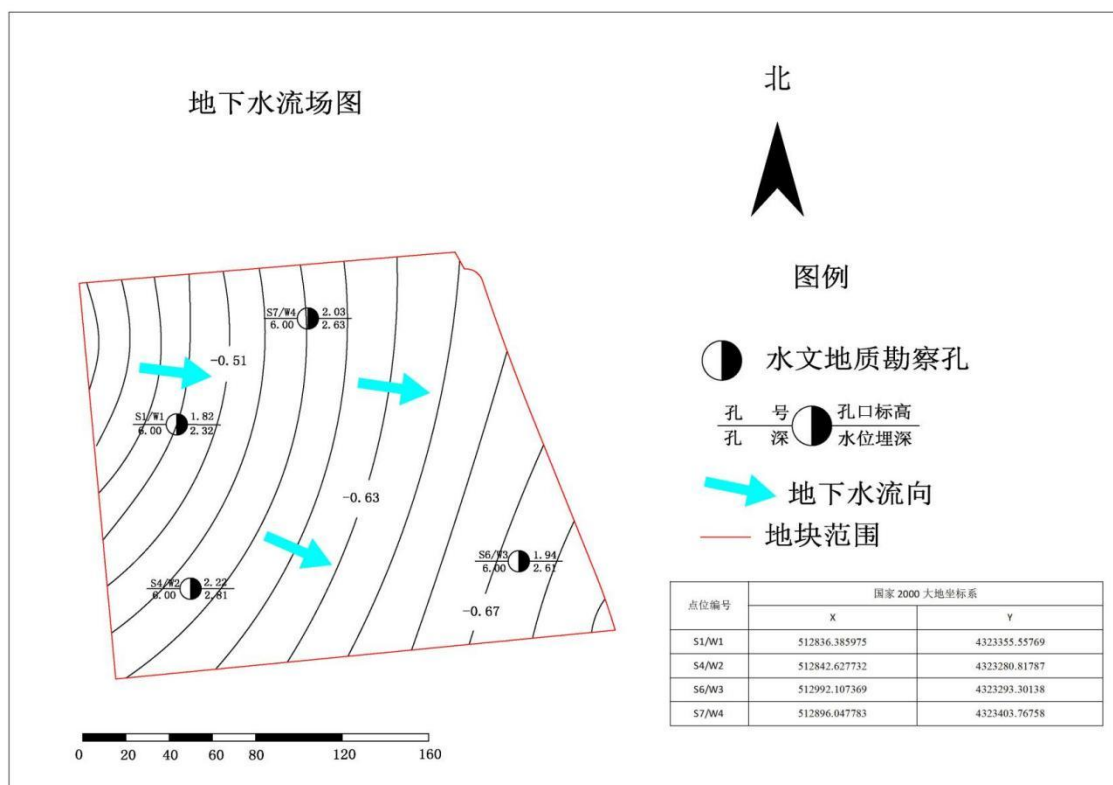 地下水流场图
北
S7/W4 2.03
6.00 2.63
-0.51
S1/W1 1.82
6.00 2.32
-0.63
S4/W2 2.22
6.00 2.81
S6/W3 1.94
6.00 2.61
-0.67
0 20 40 60 80 120 160
图例
水文地质勘察孔
孔 号 孔口标高
孔 深 水位埋深
地下水流向
地块范围
点位编号 国家 2000 大地坐标系
X Y
S1/W1 512836.385975 4323355.55769
S4/W2 512842.627732 4323280.81787
S6/W3 512992.107369 4323293.30138
S7/W4 512896.047783 4323403.76758